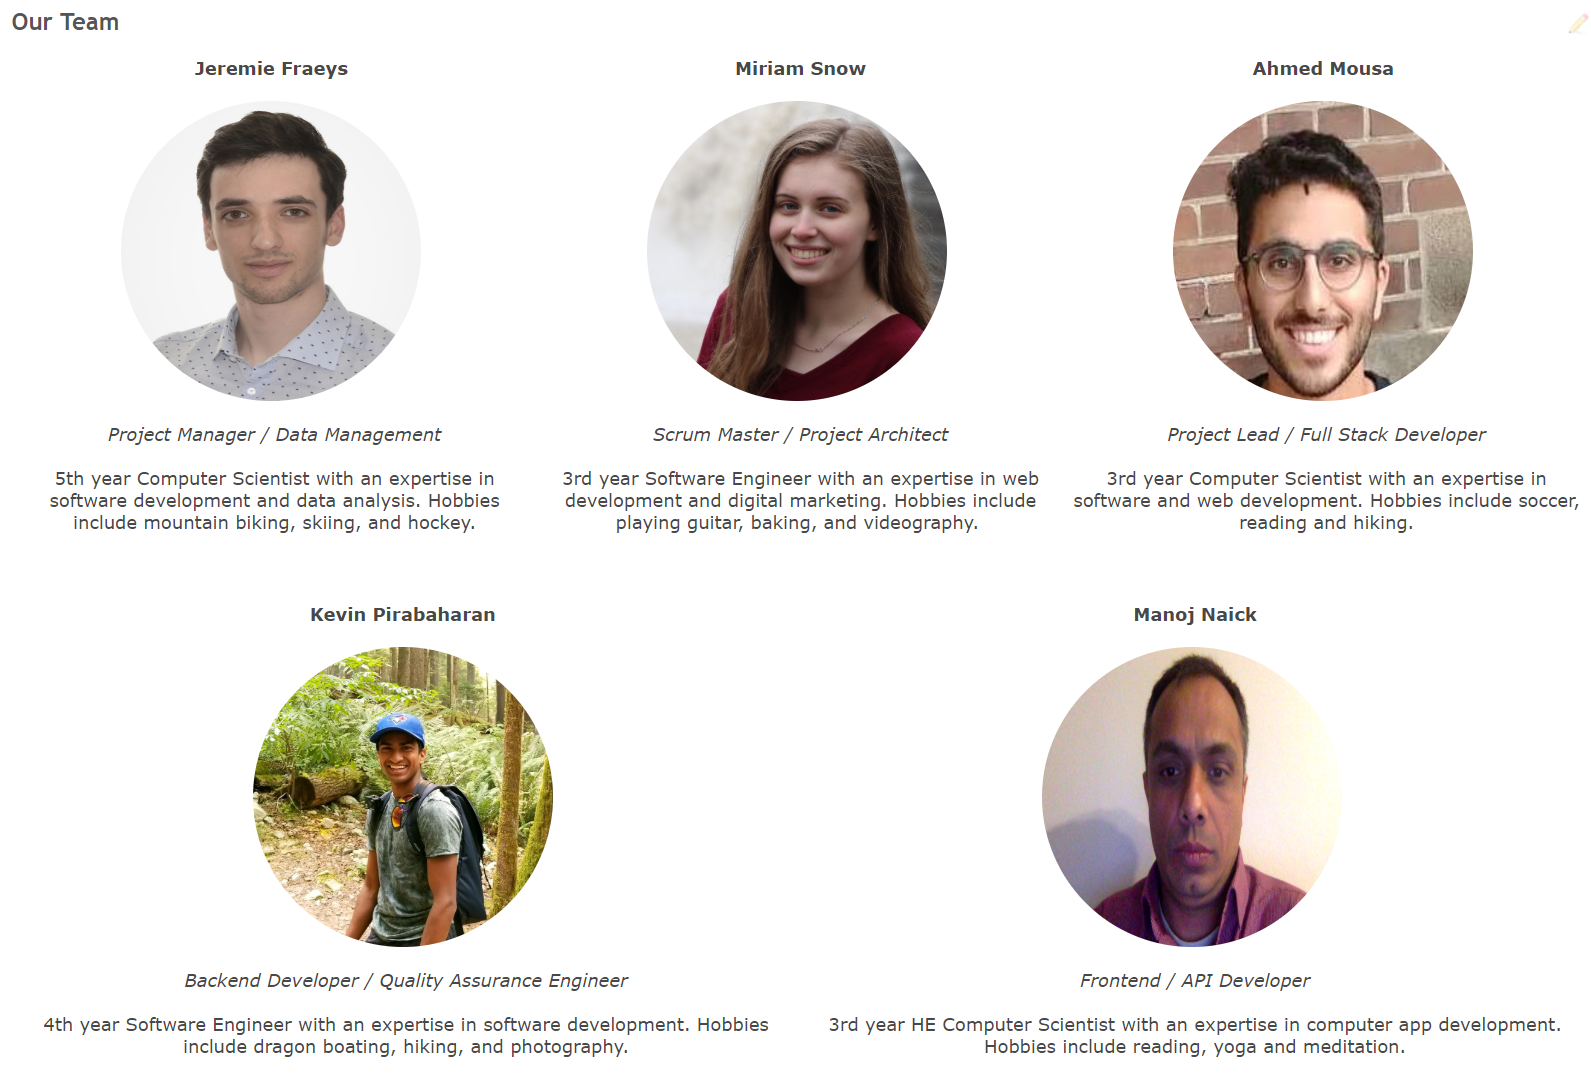 Our Team
Jeremie Fraeys
Miriam Snow
Ahmed Mousa
Project Manager / Data Management
Scrum Master / Project Architect
Project Lead / Full Stack Developer
5th year Computer Scientist with an expertise in
software development and data analysis. Hobbies
include mountain biking, skiing, and hockey.
3rd year Software Engineer with an expertise in web
development and digital marketing. Hobbies include
playing guitar, baking, and videography.
3rd year Computer Scientist with an expertise in
software and web development. Hobbies include soccer,
reading and hiking.
Kevin Pirabaharan
Manoj Naick
Backend Developer / Quality Assurance Engineer
Frontend / API Developer
4th year Software Engineer with an expertise in software development. Hobbies
include dragon boating, hiking, and photography.
3rd year HE Computer Scientist with an expertise in computer app development.
Hobbies include reading, yoga and meditation.